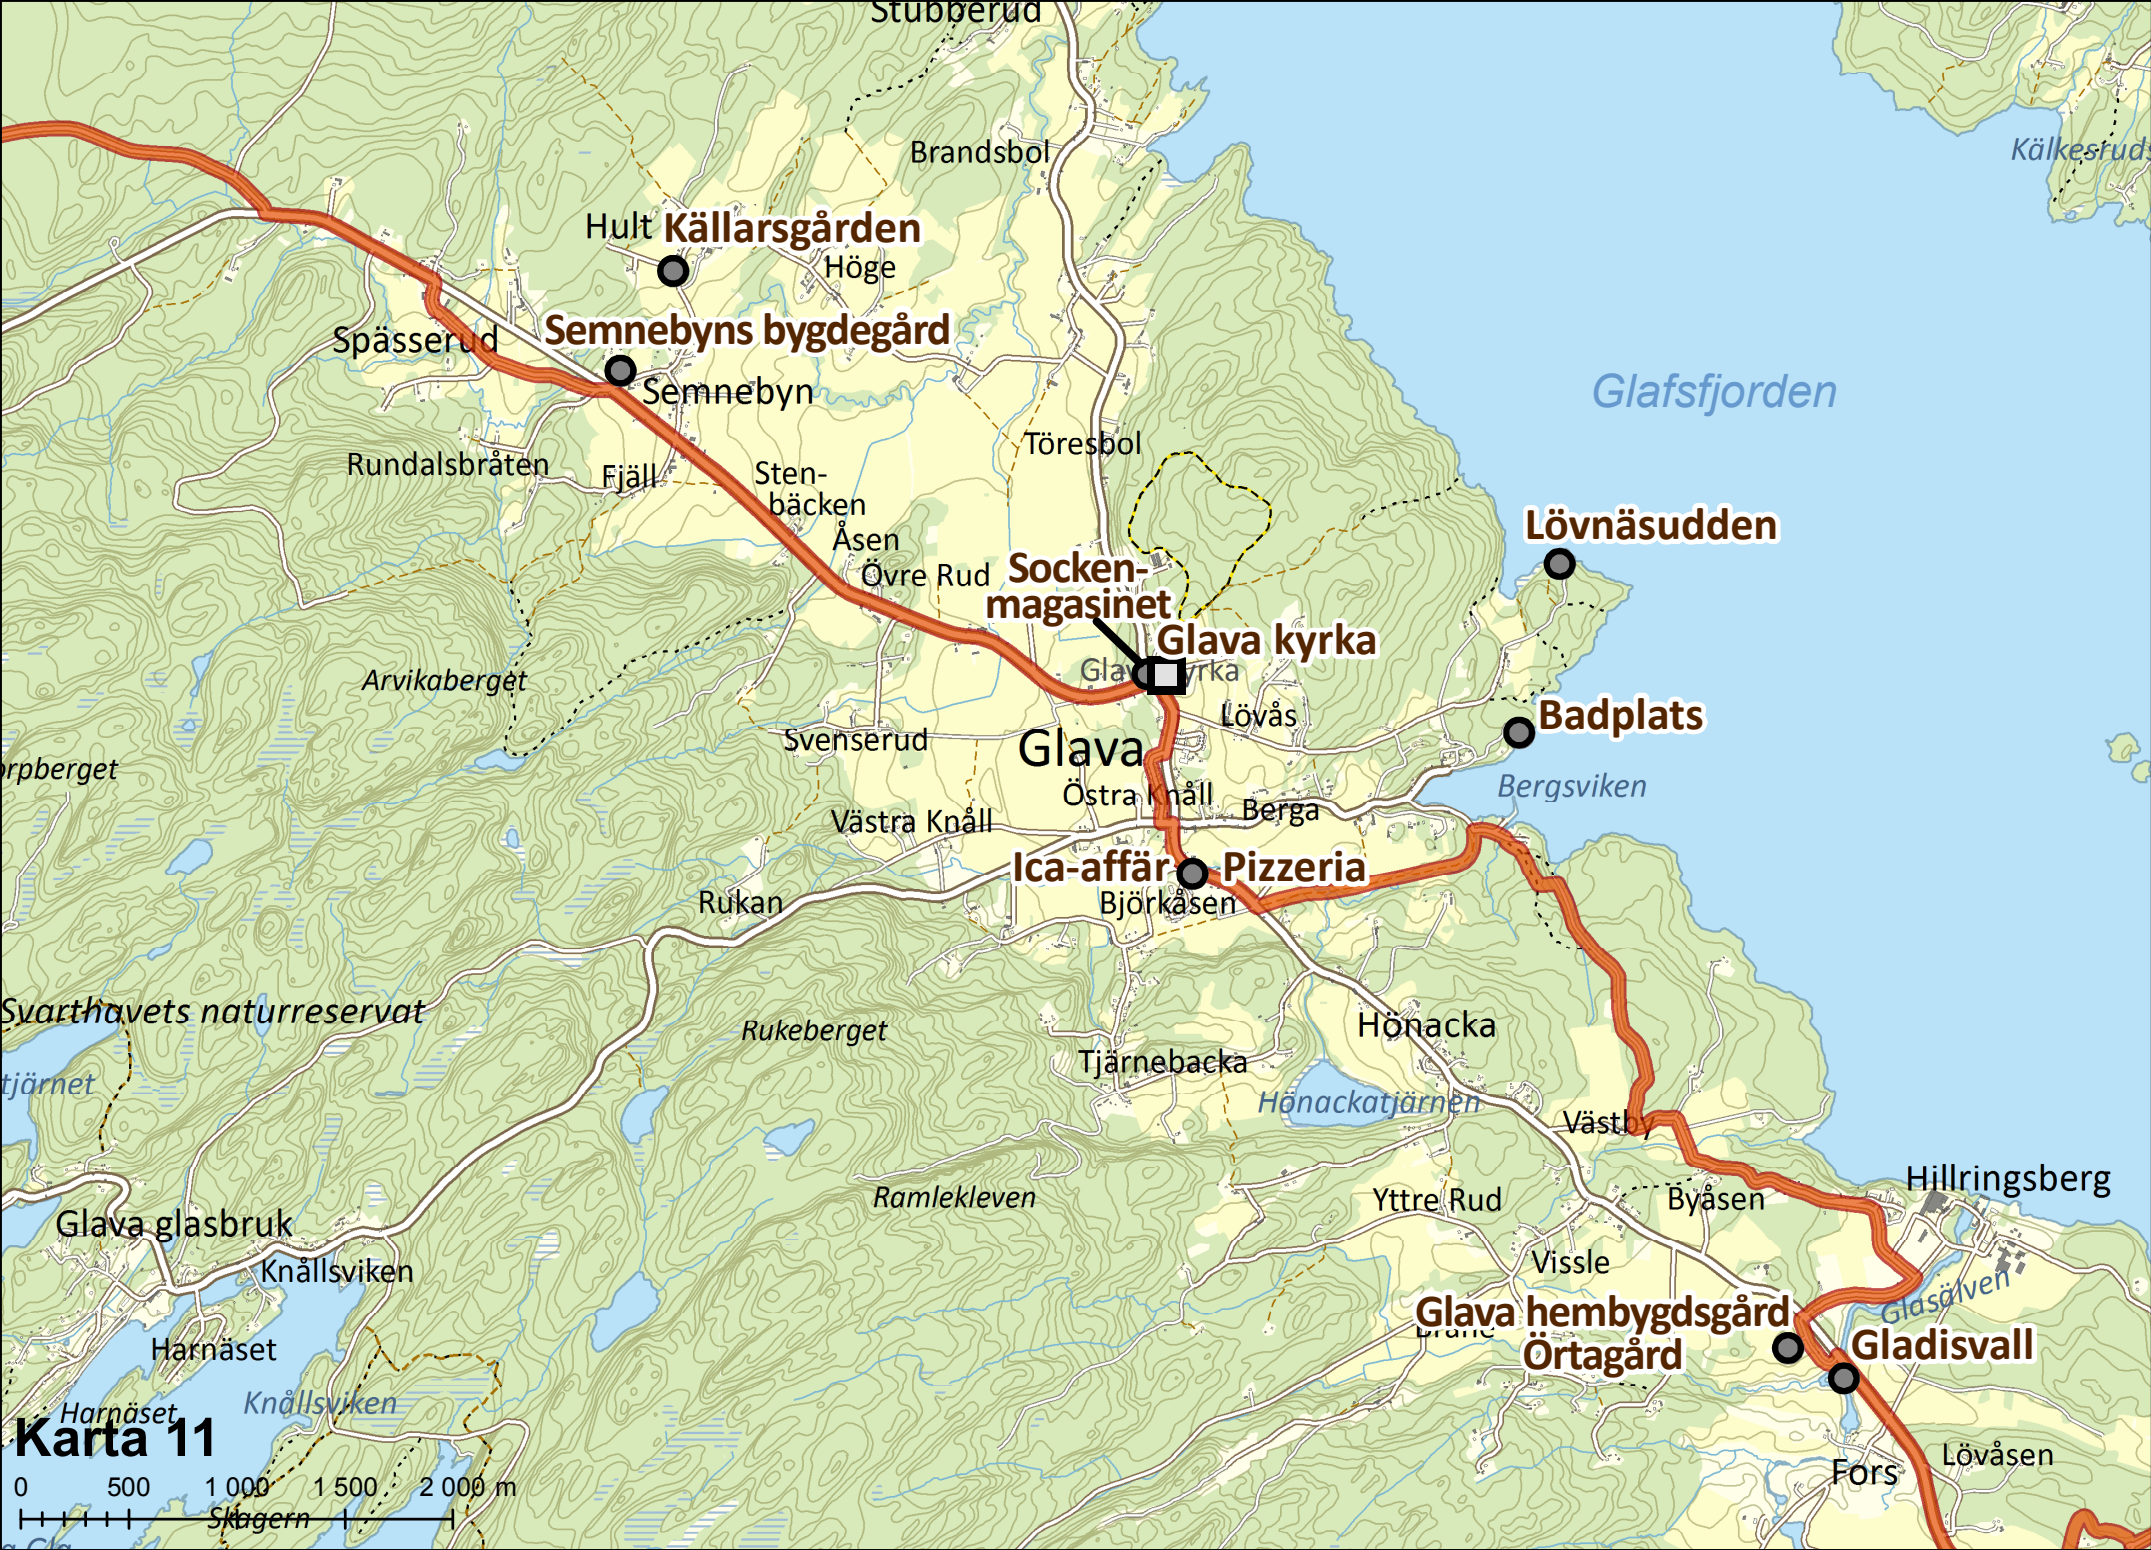 Stubberud
Brandsbol
Kälkesruds
Hult
Källarsgården
Höge
Semnebyns bygdegård
Spässerud
Semnebyn
Glafsfjorden
Töresbol
Rundalsbråten
Fjäll
Sten-
bäcken
Åsen
Övre Rud
Lövnäsudden
Socken-
magasinet
Glava kyrka
Arvikaberget
Lövås
Badplats
Svenserud
Glava
orpberget
Bergsviken
Östra Knåll
Berga
Västra Knåll
Ica-affär
Pizzeria
Rukan
Björkåsen
Svarthavets naturreservat
Rukeberget
Hönacka
Tjärnebacka
tjärnet
Hönackatjärnen
Västby
Hillringsberg
Ramlekleven
Yttre Rud
Byåsen
Glava glasbruk
Knållsviken
Vissle
Glasälven
Glava hembygdsgård
Örtagård
Gladisvall
Harnäset
Knållsviken
Harnäset
Karta 11
Lövåsen
Fors
0 500 1 000 1 500 2 000 m
Skagern